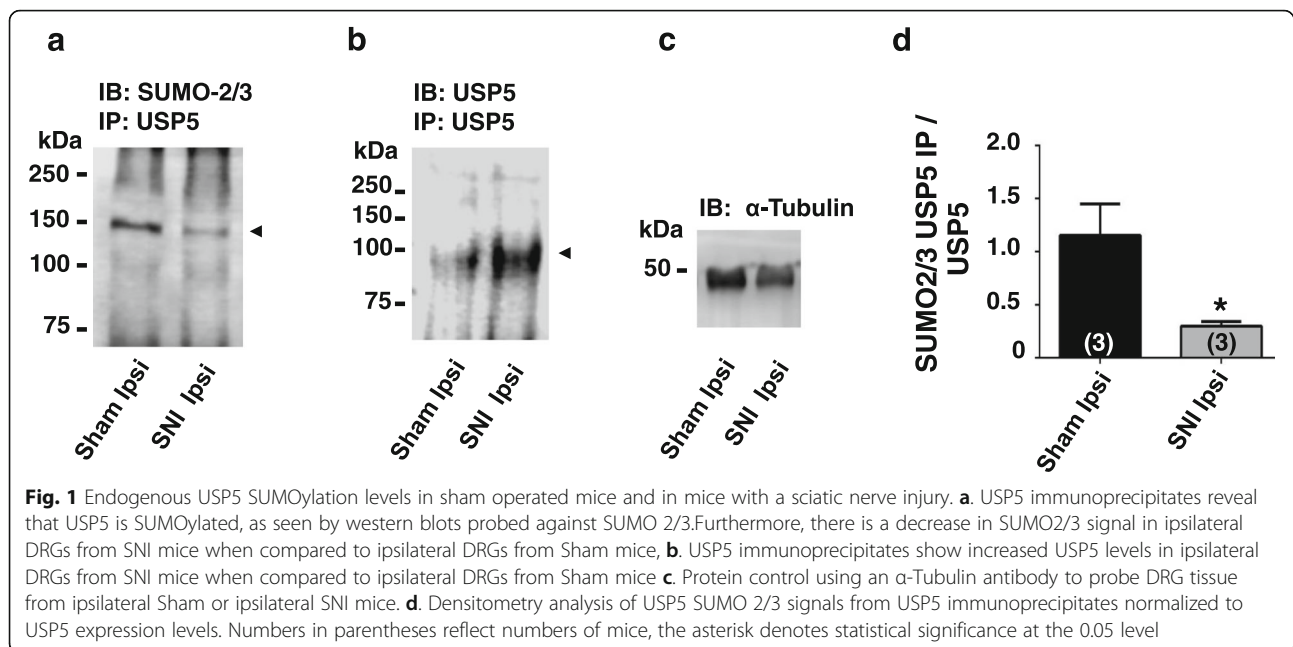 a
IB: SUMO-2/3
IP: USP5
kDa
250
150
100
75
Sham Ipsi
SNI Ipsi
b
IB: USP5
IP: USP5
kDa
250
150
100
75
Sham Ipsi
SNI Ipsi
c
IB: α-Tubulin
kDa
50
Sham Ipsi
SNI Ipsi
d
SUMO2/3 USP5 IP /
USP5
2.0
1.5
1.0
0.5
0
*
(3)
(3)
Sham Ipsi
SNI Ipsi
Fig. 1 Endogenous USP5 SUMOylation levels in sham operated mice and in mice with a sciatic nerve injury. a. USP5 immunoprecipitates reveal
that USP5 is SUMOylated, as seen by western blots probed against SUMO 2/3.Furthermore, there is a decrease in SUMO2/3 signal in ipsilateral
DRGs from SNI mice when compared to ipsilateral DRGs from Sham mice, b. USP5 immunoprecipitates show increased USP5 levels in ipsilateral
DRGs from SNI mice when compared to ipsilateral DRGs from Sham mice c. Protein control using an α-Tubulin antibody to probe DRG tissue
from ipsilateral Sham or ipsilateral SNI mice. d. Densitometry analysis of USP5 SUMO 2/3 signals from USP5 immunoprecipitates normalized to
USP5 expression levels. Numbers in parentheses reflect numbers of mice, the asterisk denotes statistical significance at the 0.05 level